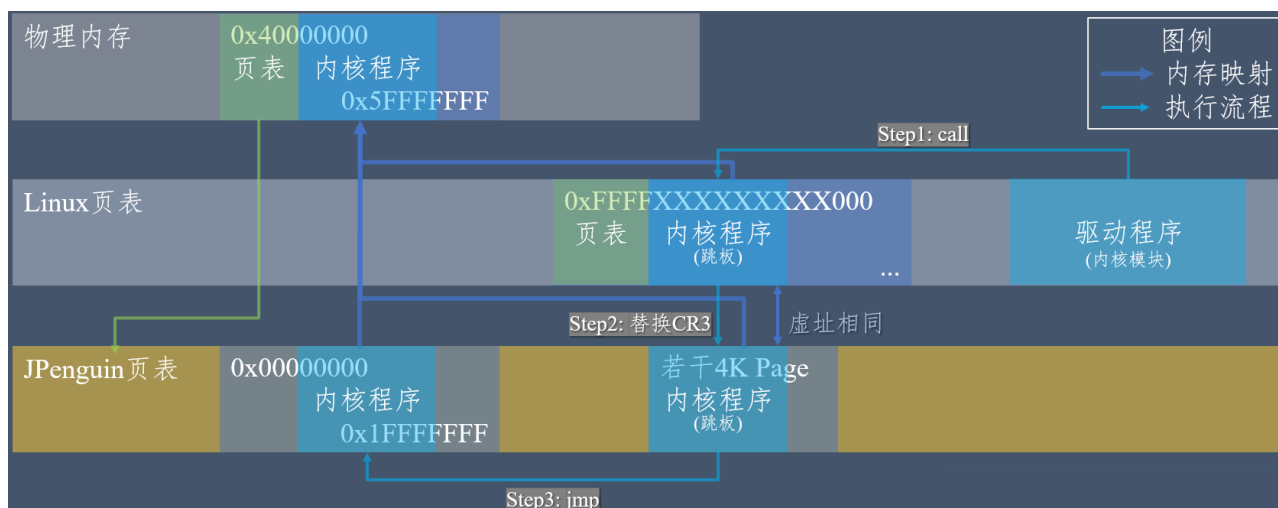 物理内存
0x40000000
页表
内核程序
0x5FFFFFFF
图例
内存映射
执行流程
Step1: call
Linux页表
0xFFFFXXXXXXXXX000
页表
内核程序
(跳板)
...
驱动程序
(内核模块)
Step2: 替换CR3
虚址相同
JPenguin页表
0x00000000
内核程序
0x1FFFFFFF
若干4K Page
内核程序
(跳板)
Step3: jmp